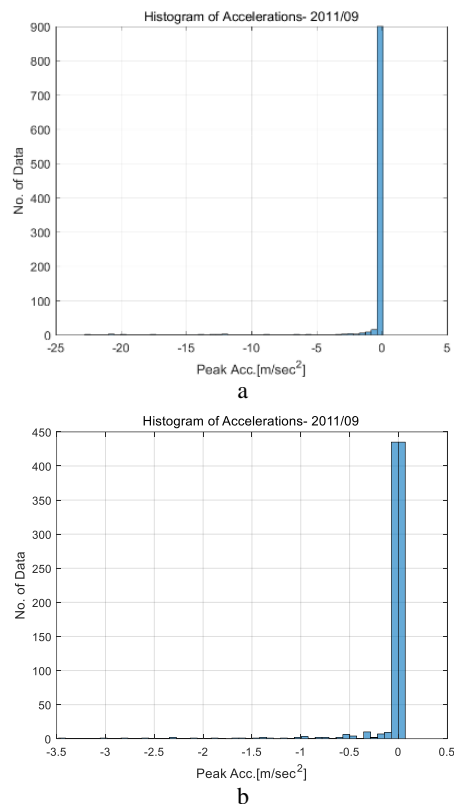 Histogram of Accelerations- 2011/09
900
800
700
600
500
400
300
200
100
0
No. of Data
-25 -20 -15 -10 -5 0 5
Peak Acc.[m/sec²]
a
Histogram of Accelerations- 2011/09
450
400
350
300
250
200
150
100
50
0
No. of Data
-3.5 -3 -2.5 -2 -1.5 -1 -0.5 0 0.5
Peak Acc.[m/sec²]
b